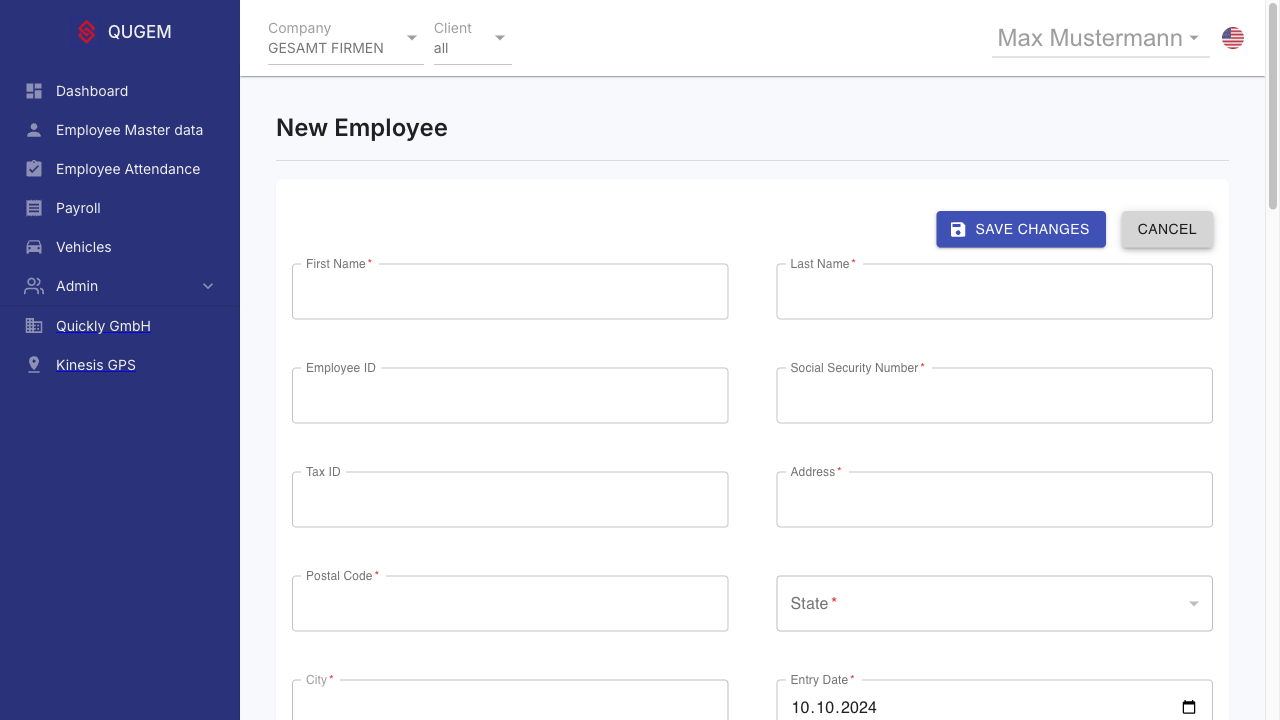 QUGEM
Dashboard
Employee Master data
Employee Attendance
Payroll
Vehicles
Admin
Quickly GmbH
Kinesis GPS
Company
GESAMT FIRMEN
Client
all
Max Mustermann
New Employee
SAVE CHANGES
CANCEL
First Name *
Last Name *
Employee ID
Social Security Number *
Tax ID
Address *
Postal Code *
State *
City *
Entry Date *
10.10.2024